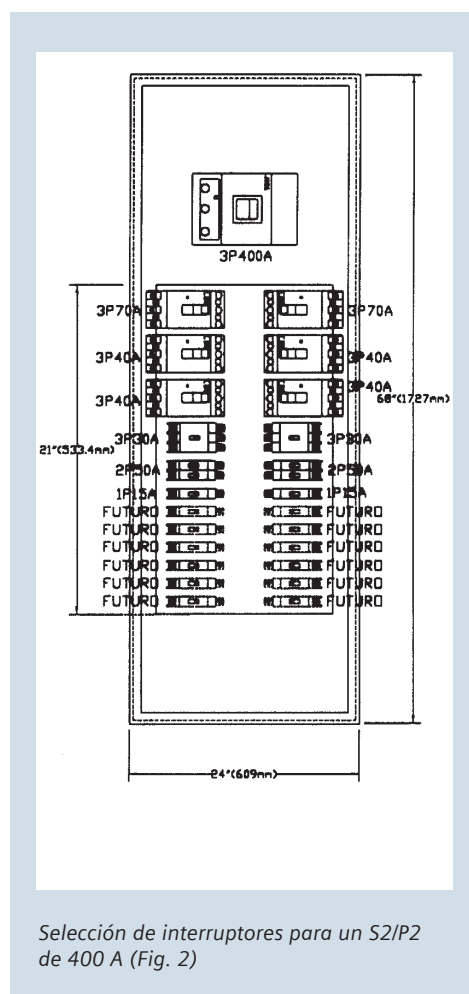 3P400A
3P70A 3P70A
3P40A 3P40A
3P40A 3P40A
68"(1727mm)
21"(533.4mm)
3P30A 3P30A
2P50A 2P50A
1P15A 1P15A
FUTURO FUTURO
FUTURO FUTURO
FUTURO FUTURO
FUTURO FUTURO
FUTURO FUTURO
FUTURO FUTURO
24"(609mm)
Selección de interruptores para un S2/P2
de 400 A (Fig. 2)